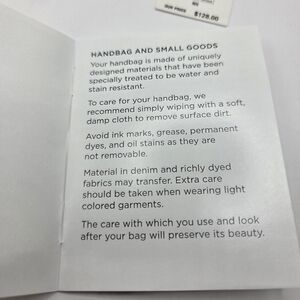 OUR PRICE
$128.00
HANDBAG AND SMALL GOODS
Your handbag is made of uniquely
designed materials that have been
specially treated to be water and
stain resistant.
To care for your handbag, we
recommend simply wiping with a soft,
damp cloth to remove surface dirt.
Avoid ink marks, grease, permanent
dyes, and oil stains as they are
not removable.
Material in denim and richly dyed
fabrics may transfer. Extra care
should be taken when wearing light
colored garments.
The care with which you use and look
after your bag will preserve its beauty.